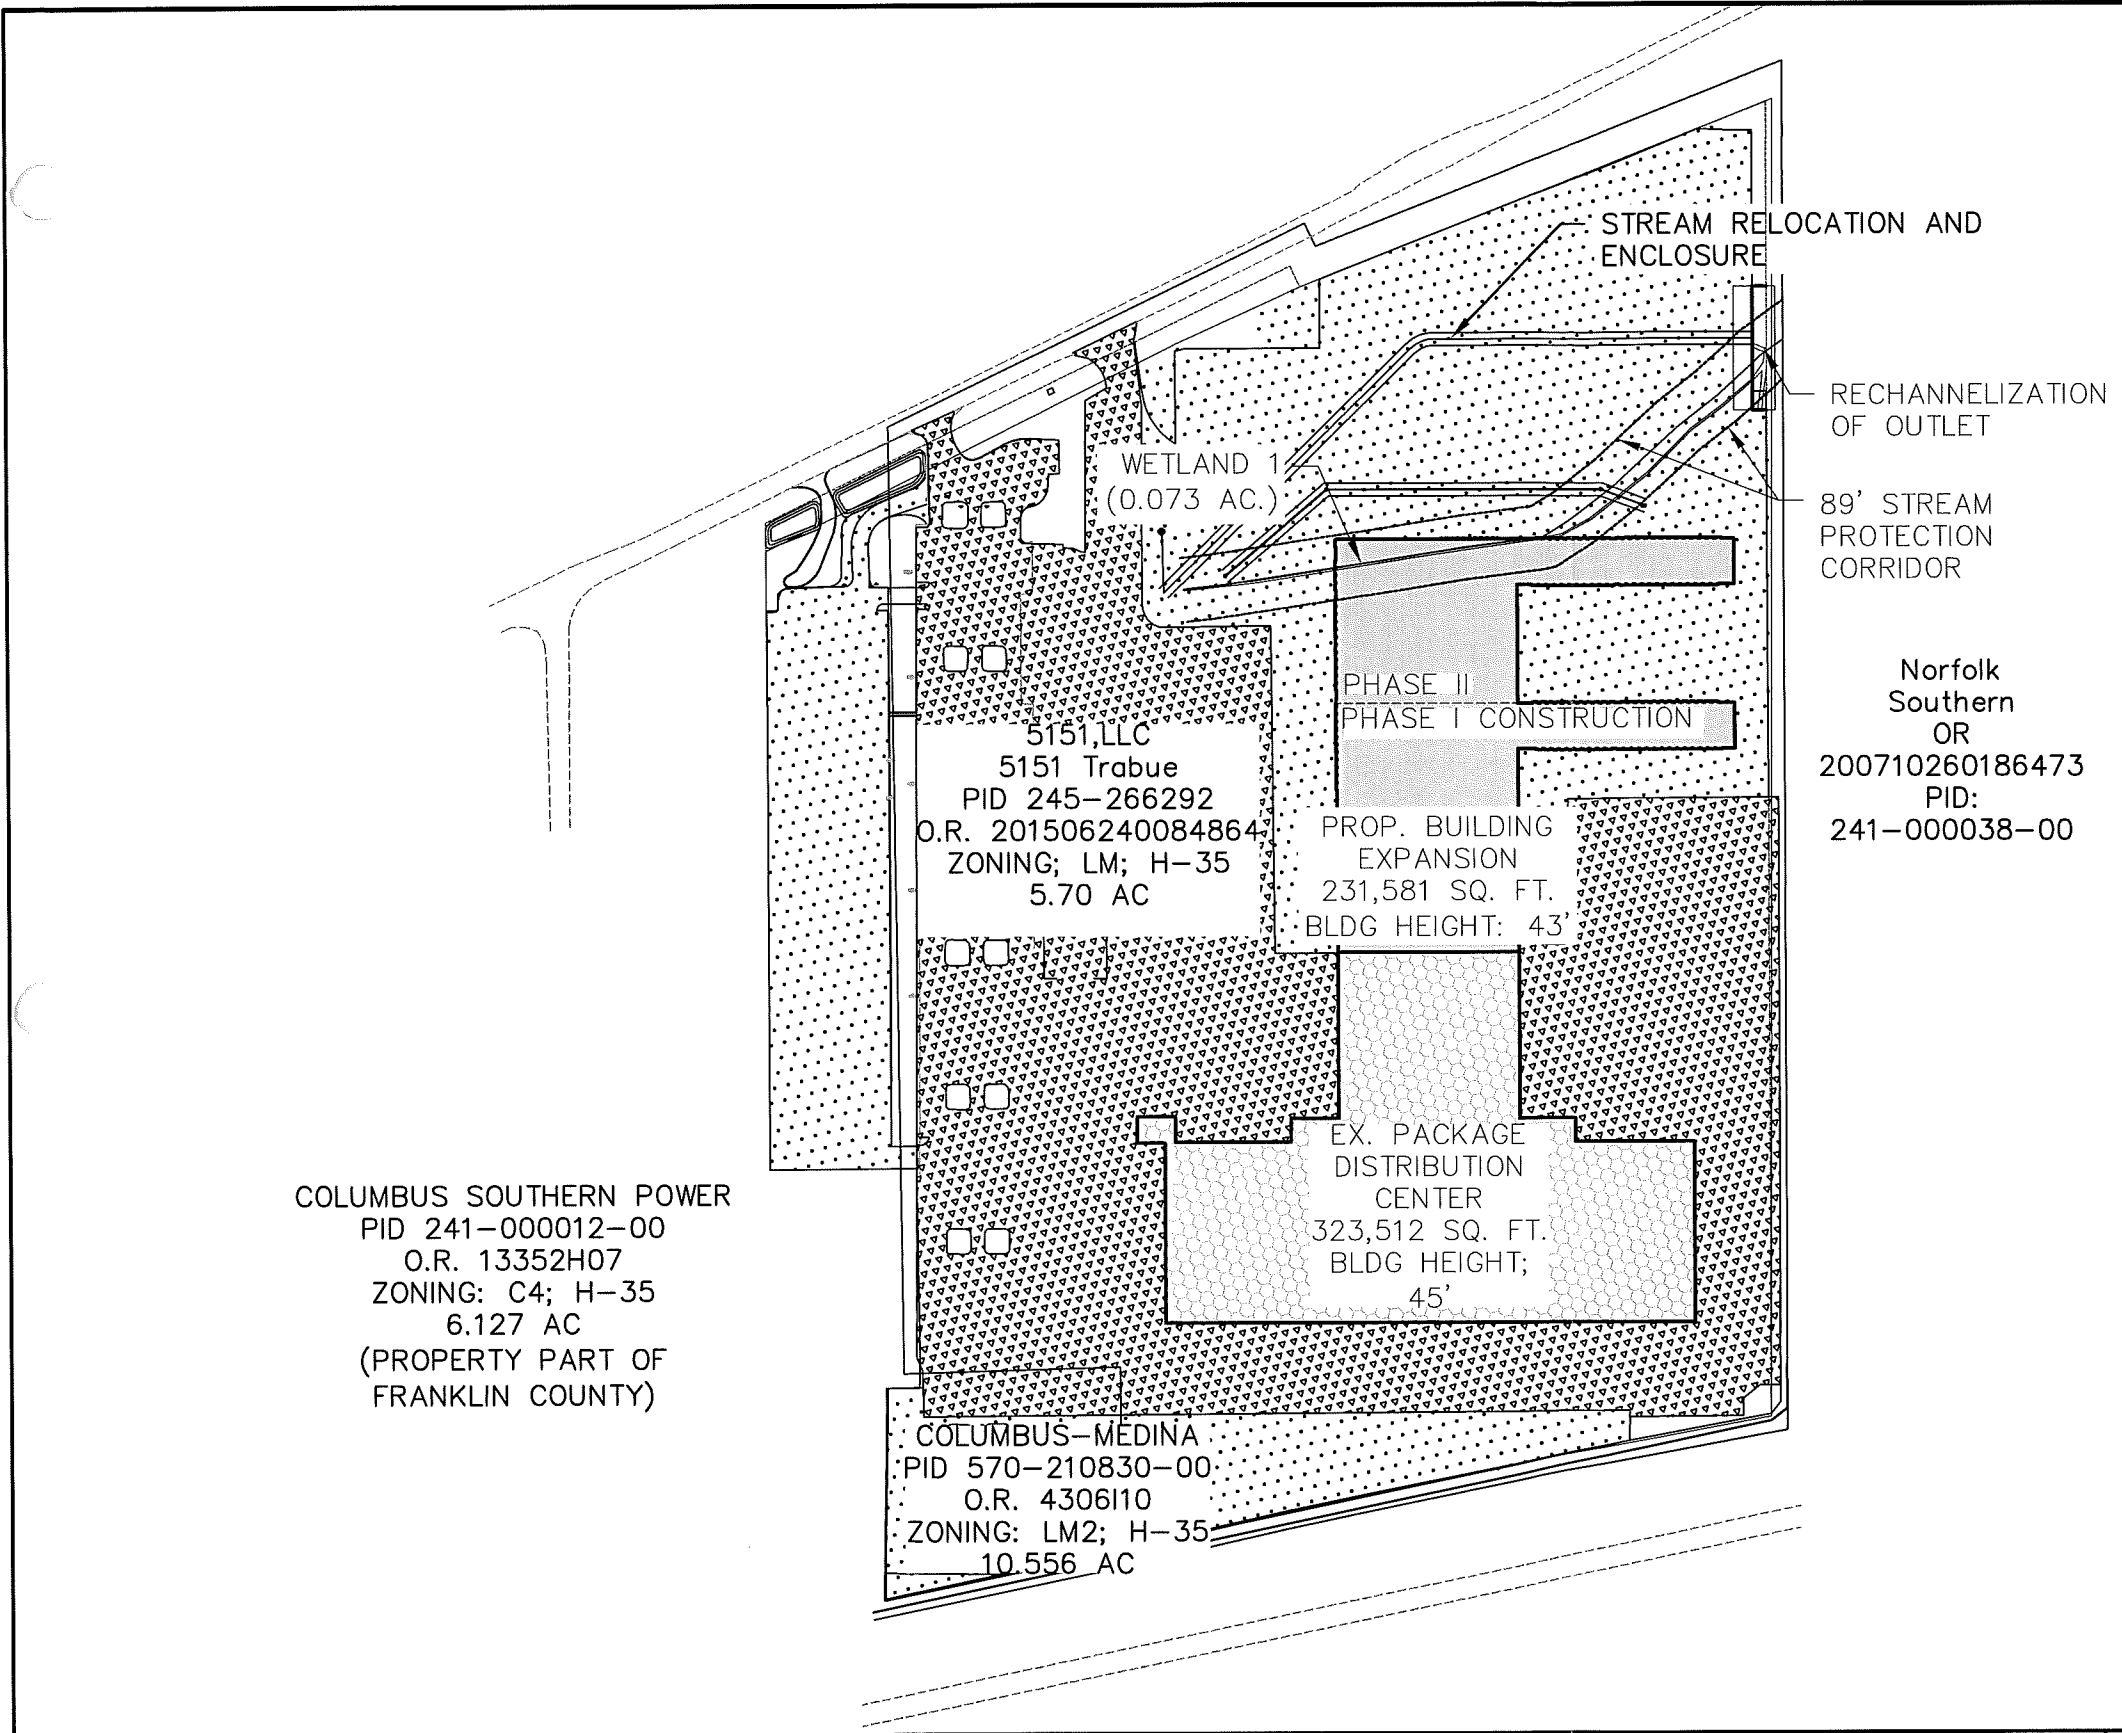 STREAM RELOCATION AND
ENCLOSURE
RECHANNELIZATION
OF OUTLET
WETLAND 1
(0.073 AC.)
89' STREAM
PROTECTION
CORRIDOR
Norfolk
Southern
OR
200710260186473
PID:
241-000038-00
PHASE II
PHASE I CONSTRUCTION
5151,LLC
5151 Trabue
PID 245-266292
O.R. 201506240084864
ZONING; LM; H-35
5.70 AC
PROP. BUILDING
EXPANSION
231,581 SQ. FT.
BLDG HEIGHT: 43'
EX. PACKAGE
DISTRIBUTION
CENTER
323,512 SQ. FT.
BLDG HEIGHT;
45'
COLUMBUS SOUTHERN POWER
PID 241-000012-00
O.R. 13352H07
ZONING: C4; H-35
6.127 AC
(PROPERTY PART OF
FRANKLIN COUNTY)
COLUMBUS-MEDINA
PID 570-210830-00
O.R. 4306I10
ZONING: LM2; H-35
10.556 AC